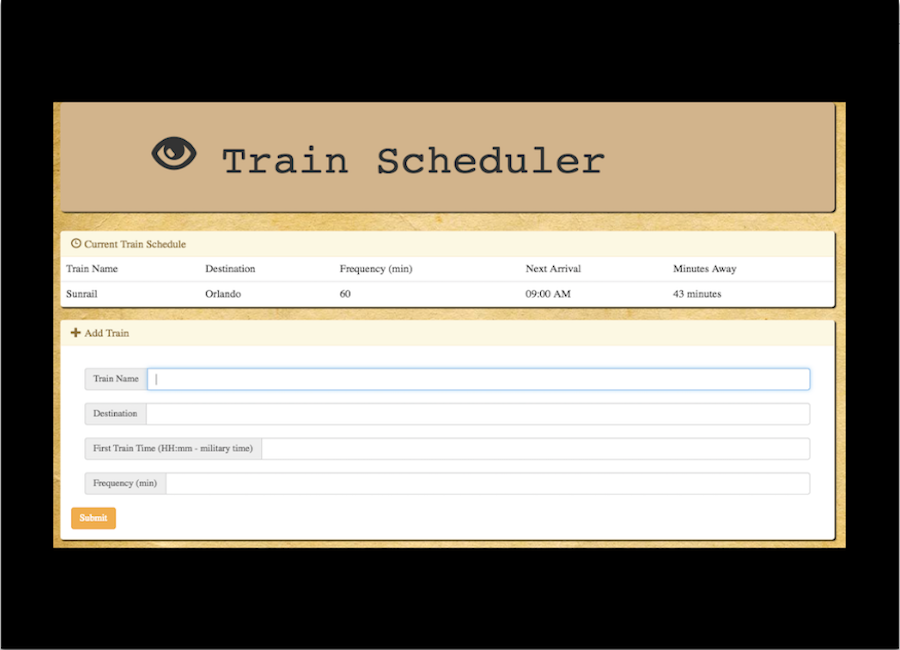 Train Scheduler
Current Train Schedule
Train Name Destination Frequency (min) Next Arrival Minutes Away
Sunrail Orlando 60 09:00 AM 43 minutes
Add Train
Train Name
Destination
First Train Time (HH:mm - military time)
Frequency (min)
Submit